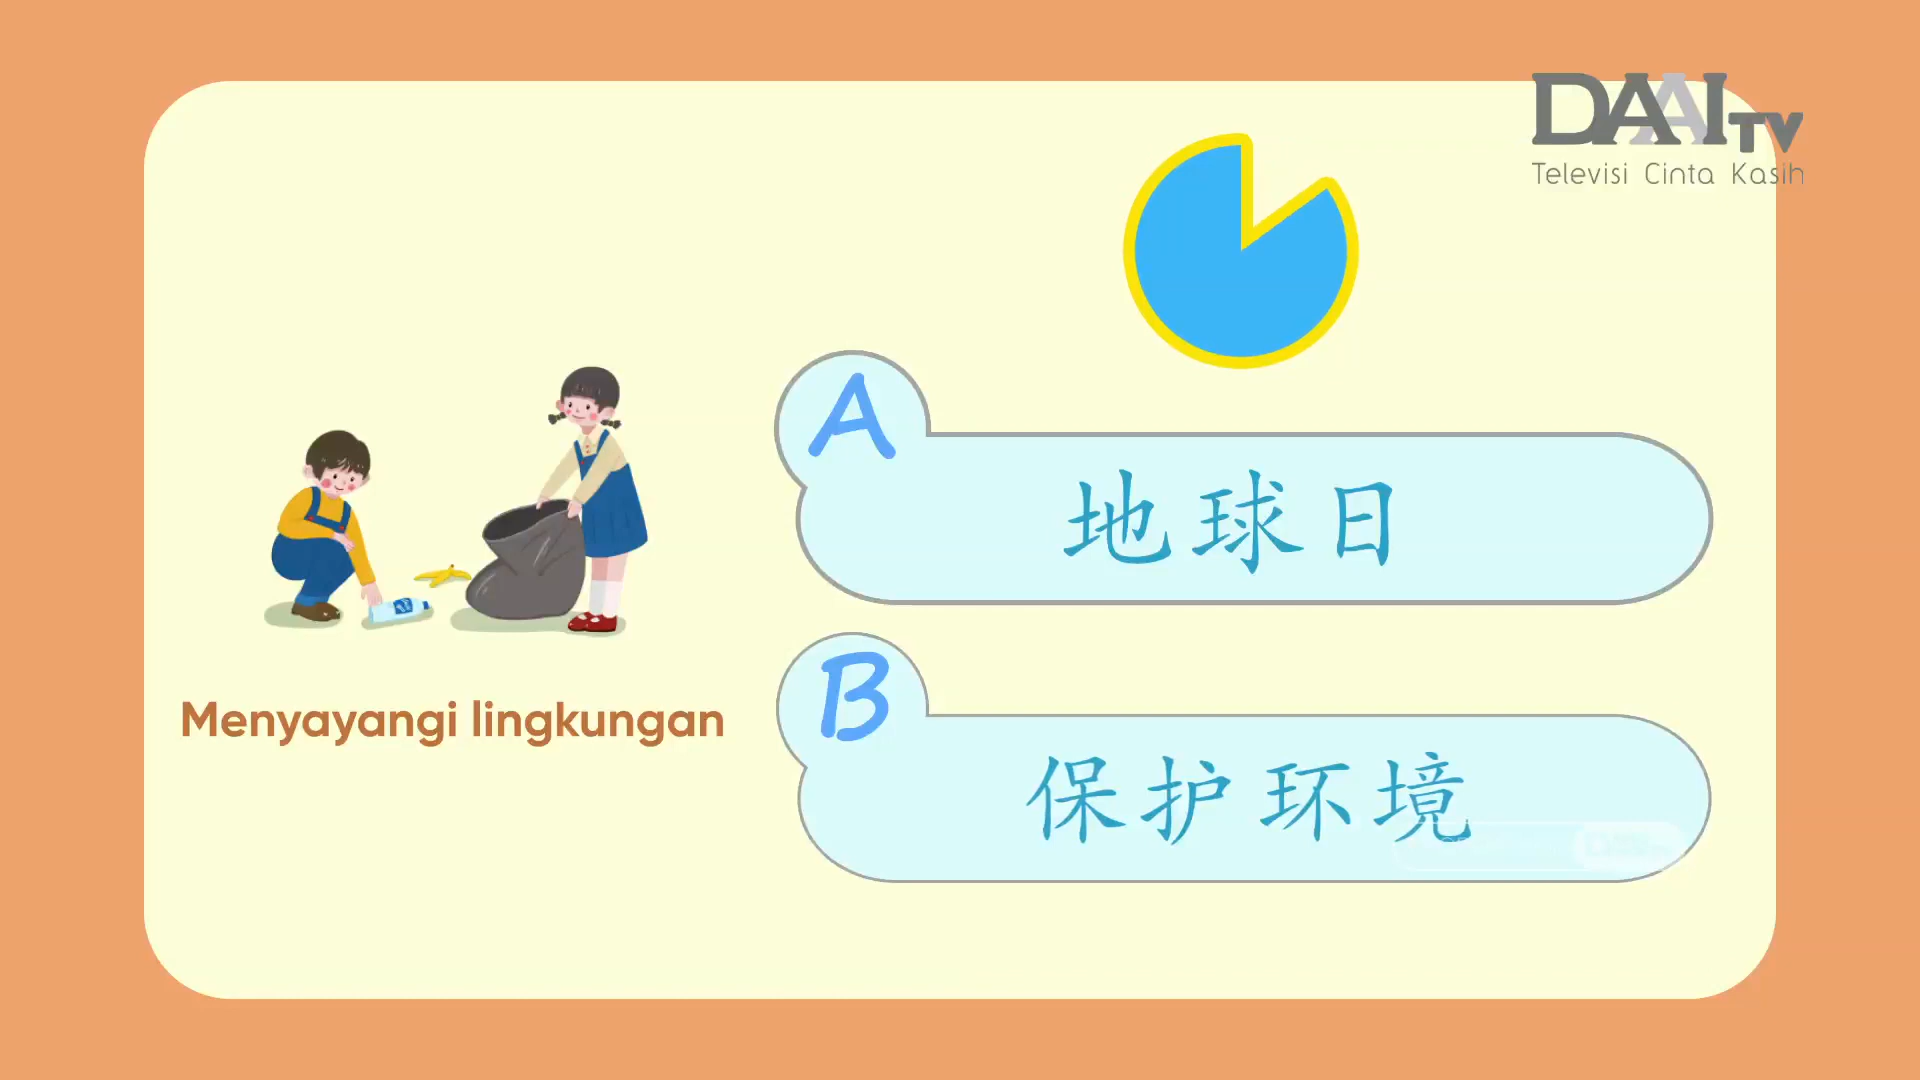 DAAI TV
Televisi Cinta Kasih
A
地球日
Menyayangi lingkungan
B
保护环境